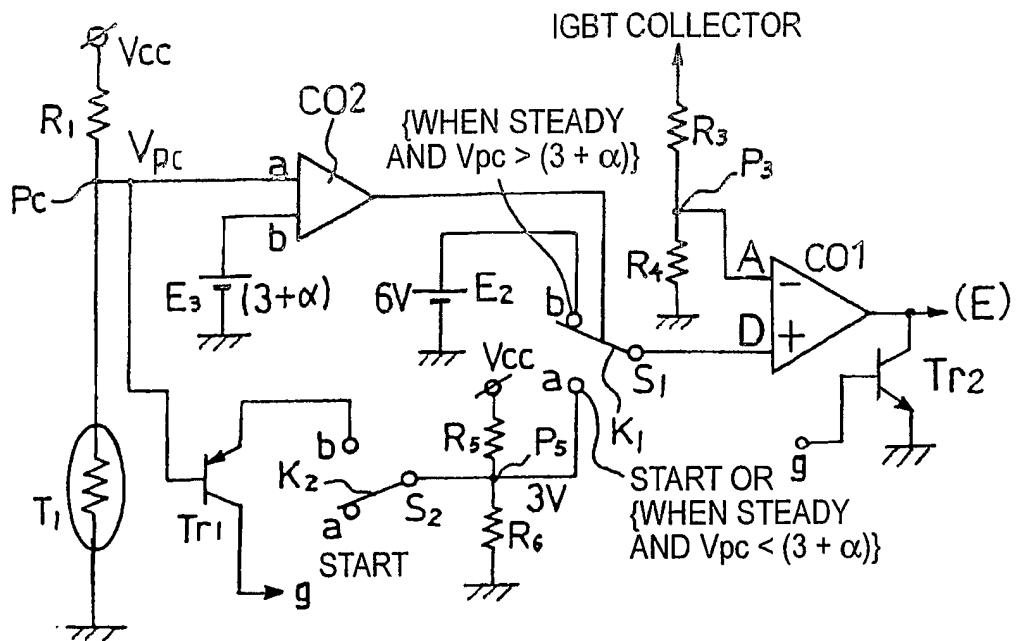 IGBT COLLECTOR
Vcc
CO2
{WHEN STEADY
AND Vpc > (3 + α)}
R1
R3
Vpc
a
P3
Pc
b
R4
A
CO1
E3
(3+α)
6V
E2
b
−
(E)
D
+
S1
Vcc
a
Tr2
K1
b
R5
P5
g
K2
S2
3V
START OR
{WHEN STEADY
AND Vpc < (3 + α)}
T1
Tr1
a
R6
START
g